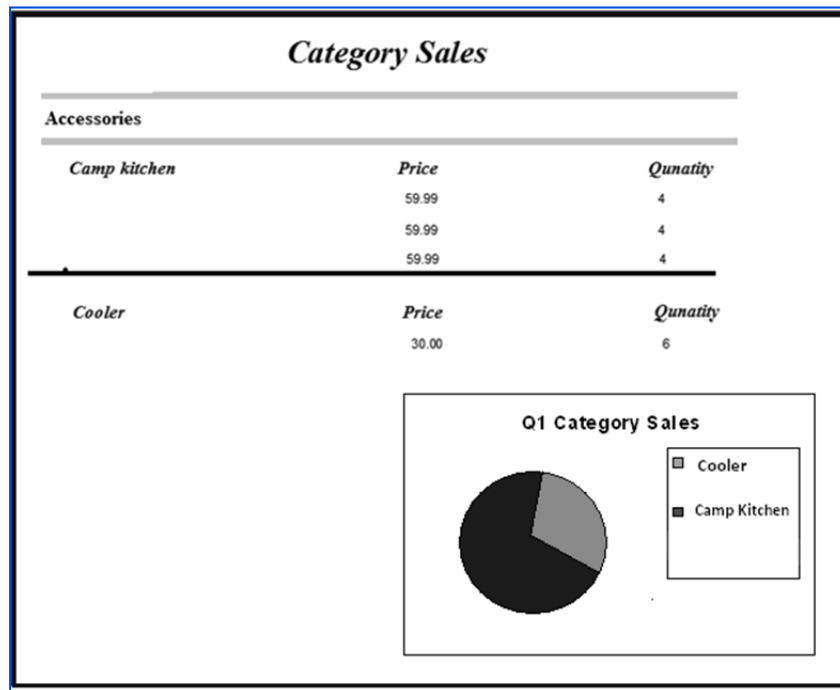 Category Sales
Accessories
Camp kitchen Price Qunatity
59.99 4
59.99 4
59.99 4
Cooler Price Qunatity
30.00 6
Q1 Category Sales
Cooler
Camp Kitchen